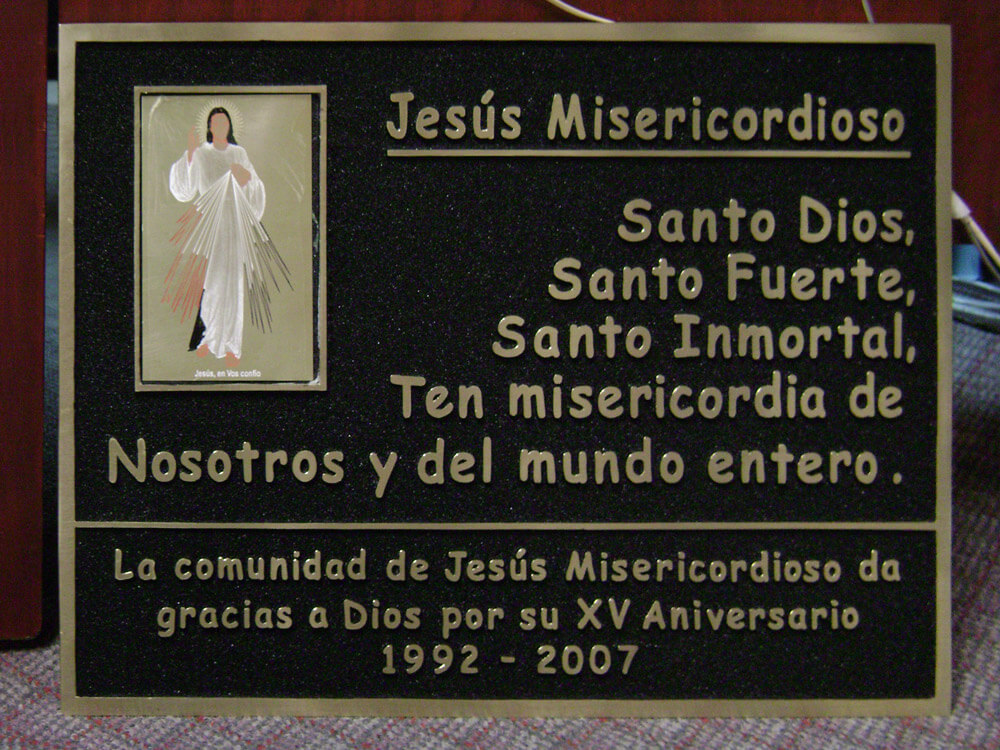 Jesús Misericordioso
Santo Dios,
Santo Fuerte,
Santo Inmortal,
Ten misericordia de
Nosotros y del mundo entero.
Jesús, en Vos confío
La comunidad de Jesús Misericordioso da
gracias a Dios por su XV Aniversario
1992 - 2007